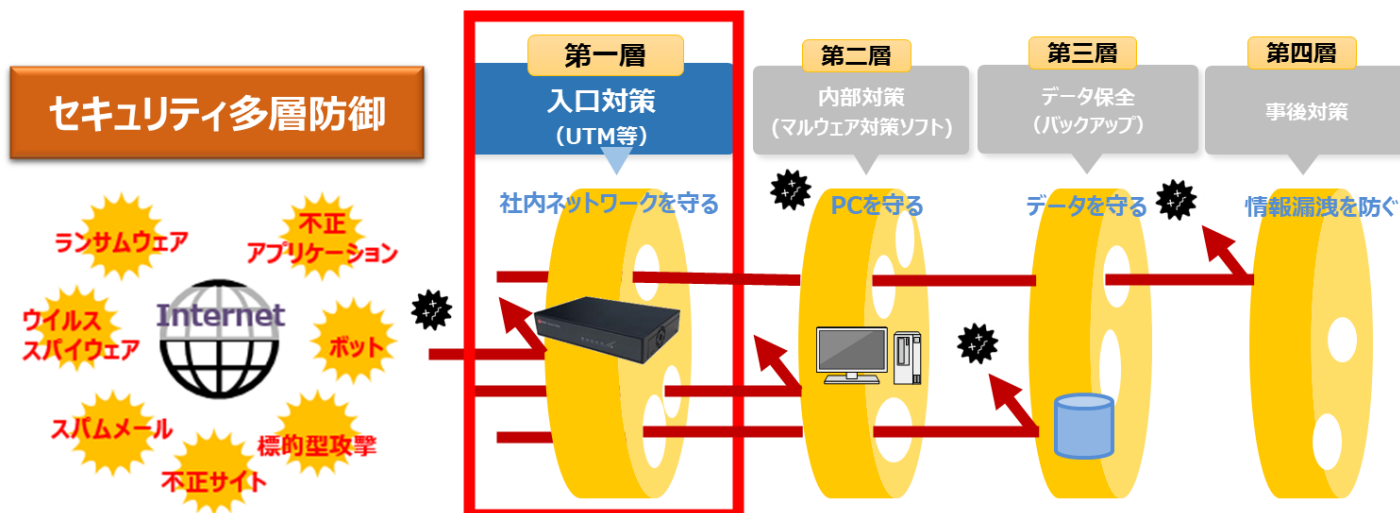 セキュリティ多層防御
第一層
入口対策
（UTM等）
社内ネットワークを守る
第二層
内部対策
(マルウェア対策ソフト)
PCを守る
第三層
データ保全
（バックアップ）
データを守る
第四層
事後対策
情報漏洩を防ぐ
ランサムウェア
不正
アプリケーション
Internet
ウイルス
スパイウェア
ボット
スパムメール
標的型攻撃
不正サイト